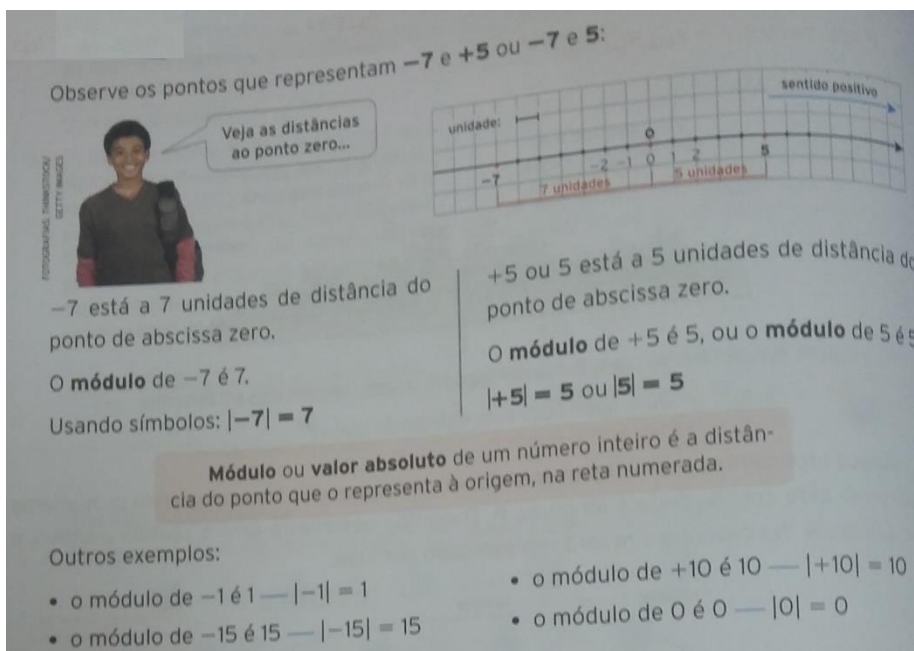 Observe os pontos que representam −7 e +5 ou −7 e 5:
Veja as distâncias
ao ponto zero...
FOTOGRAFIAS: THINKSTOCK/
GETTY IMAGES
sentido positivo
unidade:
O
−7 −2 −1 0 1 2 5
7 unidades 5 unidades
−7 está a 7 unidades de distância do
ponto de abscissa zero.
O módulo de −7 é 7.
Usando símbolos: |−7| = 7
+5 ou 5 está a 5 unidades de distância do
ponto de abscissa zero.
O módulo de +5 é 5, ou o módulo de 5 é 5
|+5| = 5 ou |5| = 5
Módulo ou valor absoluto de um número inteiro é a distân-
cia do ponto que o representa à origem, na reta numerada.
Outros exemplos:
• o módulo de −1 é 1 — |−1| = 1
• o módulo de −15 é 15 — |−15| = 15
• o módulo de +10 é 10 — |+10| = 10
• o módulo de 0 é 0 — |0| = 0